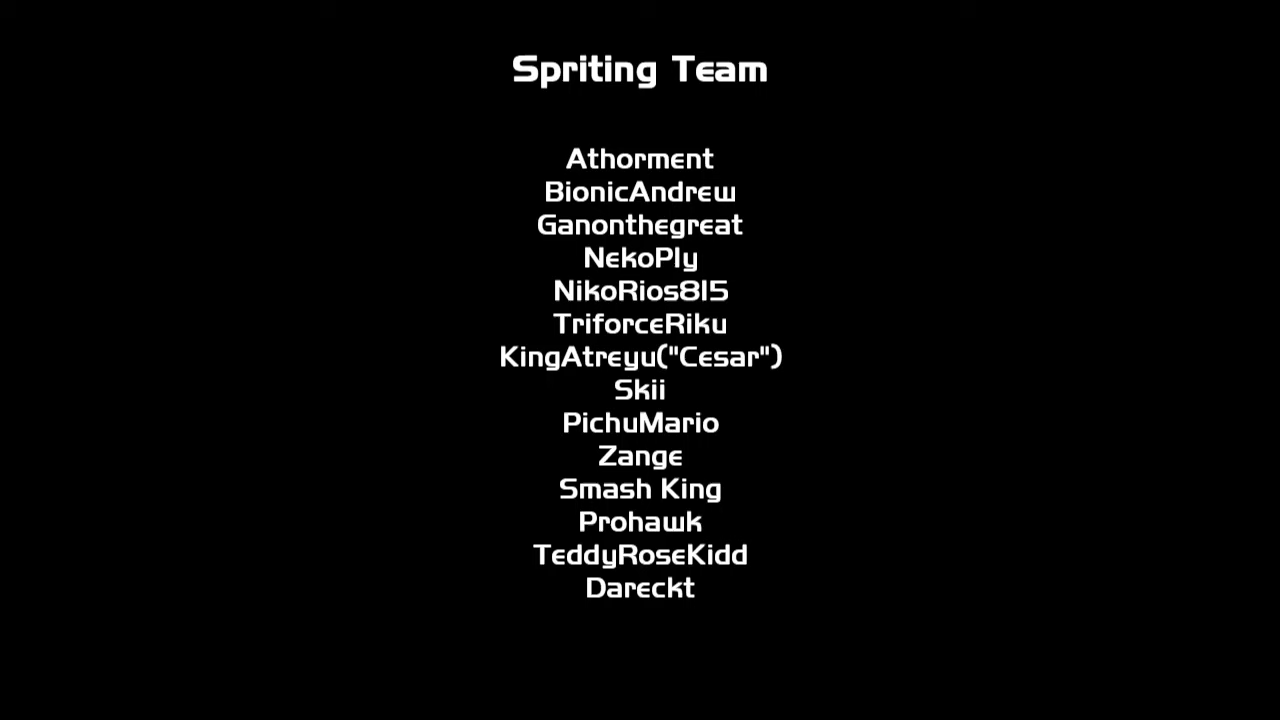 Spriting Team
Athorment
BionicAndrew
Ganonthegreat
NekoPly
NikoRios815
TriforceRiku
KingAtreyu("Cesar")
Skii
PichuMario
Zange
Smash King
Prohawk
TeddyRoseKidd
Dareckt